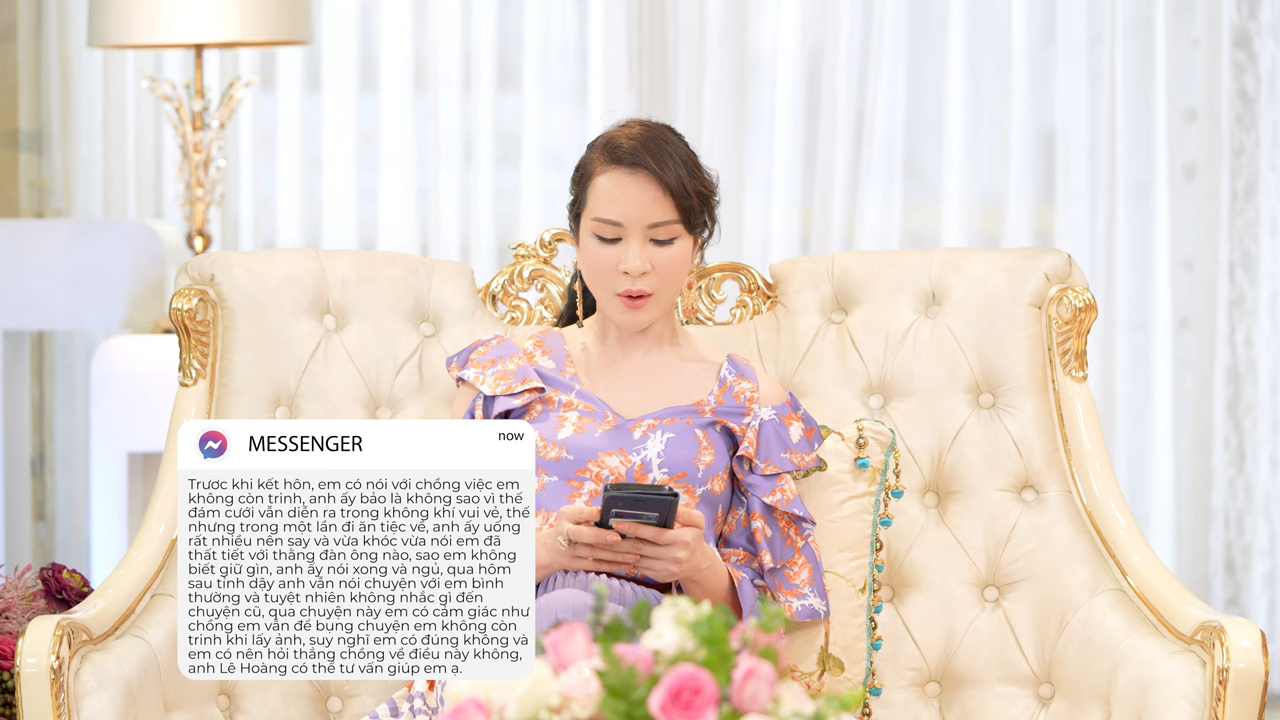 MESSENGER
now
Trước khi kết hôn, em có nói với chồng việc em
không còn trinh, anh ấy bảo là không sao vì thế
đám cưới vẫn diễn ra trong không khí vui vẻ, thế
nhưng trong một lần đi ăn tiệc về, anh ấy uống
rất nhiều nên say và vừa khóc vừa nói em đã
thất tiết với thằng đàn ông nào, sao em không
biết giữ gìn, anh ấy nói xong và ngủ, qua hôm
sau tỉnh dậy anh vẫn nói chuyện với em bình
thường và tuyệt nhiên không nhắc gì đến
chuyện cũ, qua chuyện này em có cảm giác như
chồng em vẫn để bụng chuyện em không còn
trinh khi lấy ảnh, suy nghĩ em có đúng không và
em có nên hỏi thẳng chồng về điều này không,
anh Lê Hoàng có thể tư vấn giúp em ạ.